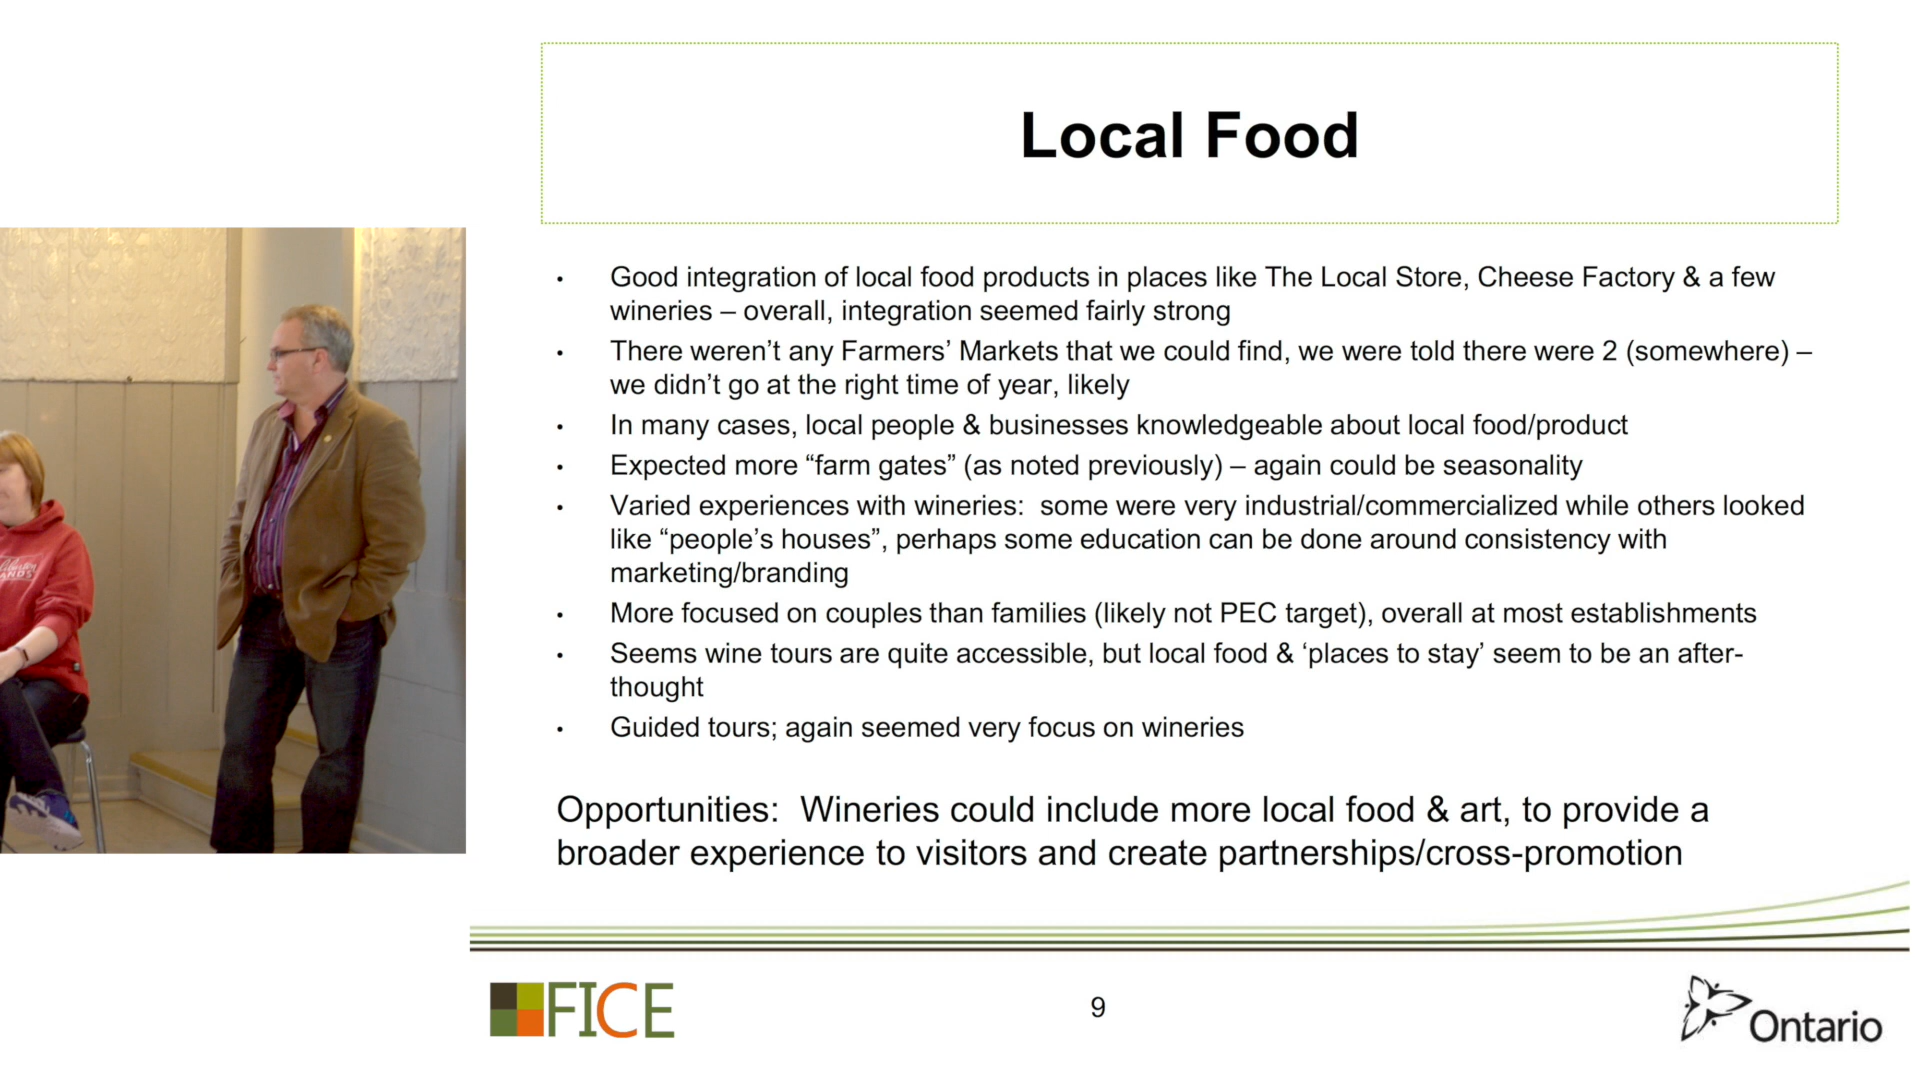 Local Food
• Good integration of local food products in places like The Local Store, Cheese Factory & a few
wineries – overall, integration seemed fairly strong
• There weren’t any Farmers’ Markets that we could find, we were told there were 2 (somewhere) –
we didn’t go at the right time of year, likely
• In many cases, local people & businesses knowledgeable about local food/product
• Expected more “farm gates” (as noted previously) – again could be seasonality
• Varied experiences with wineries:  some were very industrial/commercialized while others looked
like “people’s houses”, perhaps some education can be done around consistency with
marketing/branding
• More focused on couples than families (likely not PEC target), overall at most establishments
• Seems wine tours are quite accessible, but local food & ‘places to stay’ seem to be an after-
thought
• Guided tours; again seemed very focus on wineries
Opportunities:  Wineries could include more local food & art, to provide a
broader experience to visitors and create partnerships/cross-promotion
FICE
9
Ontario